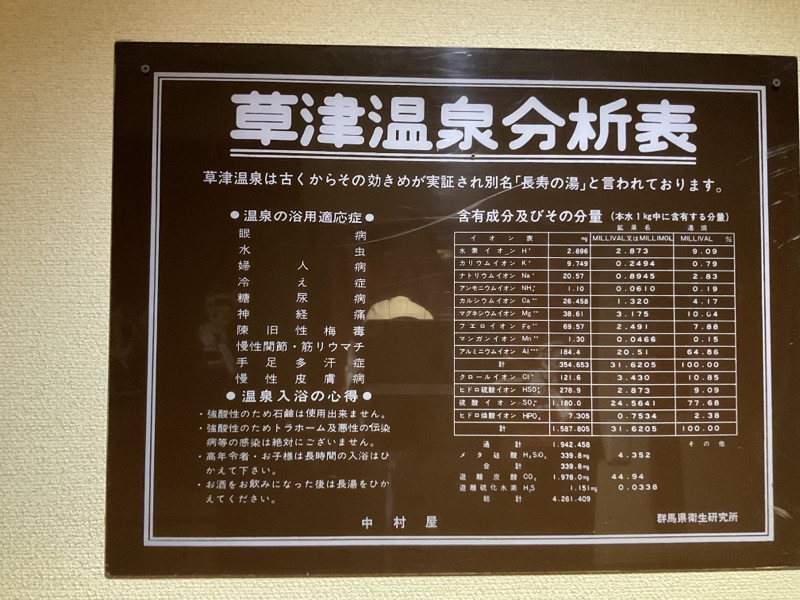 草津温泉分析表
草津温泉は古くからその効きめが実証され別名「長寿の湯」と言われております。
●温泉の浴用適応症●
眼病
水虫
婦人病
冷え症
糖尿病
神経痛
陳旧性梅毒
慢性関節・筋リウマチ
手足多汗症
慢性皮膚病
●温泉入浴の心得●
・強酸性のため石鹸は使用出来ません。
・強酸性のためトラホーム及悪性の伝染
病等の感染は絶対にございません。
・高年令者・お子様は長時間の入浴はひ
かえて下さい。
・お酒をお飲みになった後は長湯をひか
えてください。
含有成分及びその分量(本水1kg中に含有する分量)
鉱泉名 湯畑
イオン表 mg MILLIVAL又はMILLIMOL MILLIVAL %
水素イオン H+ 2.896 2.873 9.09
カリウムイオン K+ 9.749 0.2494 0.79
ナトリウムイオン Na+ 20.57 0.8945 2.83
アンモニウムイオン NH4+ 1.10 0.0610 0.19
カルシウムイオン Ca++ 26.458 1.320 4.17
マグネシウムイオン Mg++ 38.61 3.175 10.04
フエロイオン Fe++ 69.57 2.491 7.88
マンガンイオン Mn++ 1.30 0.0466 0.15
アルミニウムイオン Al+++ 184.4 20.51 64.86
計 354.653 31.6205 100.00
クロールイオン Cl- 121.6 3.430 10.85
ヒドロ硫酸イオン HSO4- 278.9 2.873 9.09
硫酸イオン SO4-- 1,180.0 24.5641 77.68
ヒドロ燐酸イオン HPO4 7.305 0.7534 2.38
計 1,587.805 31.6205 100.00
通計 1,942.458 その他
メタ硅酸 H2SiO3 339.8mg 4.352
合計 339.8mg
遊離炭酸 CO2 1,978.0mg 44.94
遊離硫化水素 H2S 1.151mg 0.0338
総計 4,261.409
中村屋
群馬県衛生研究所